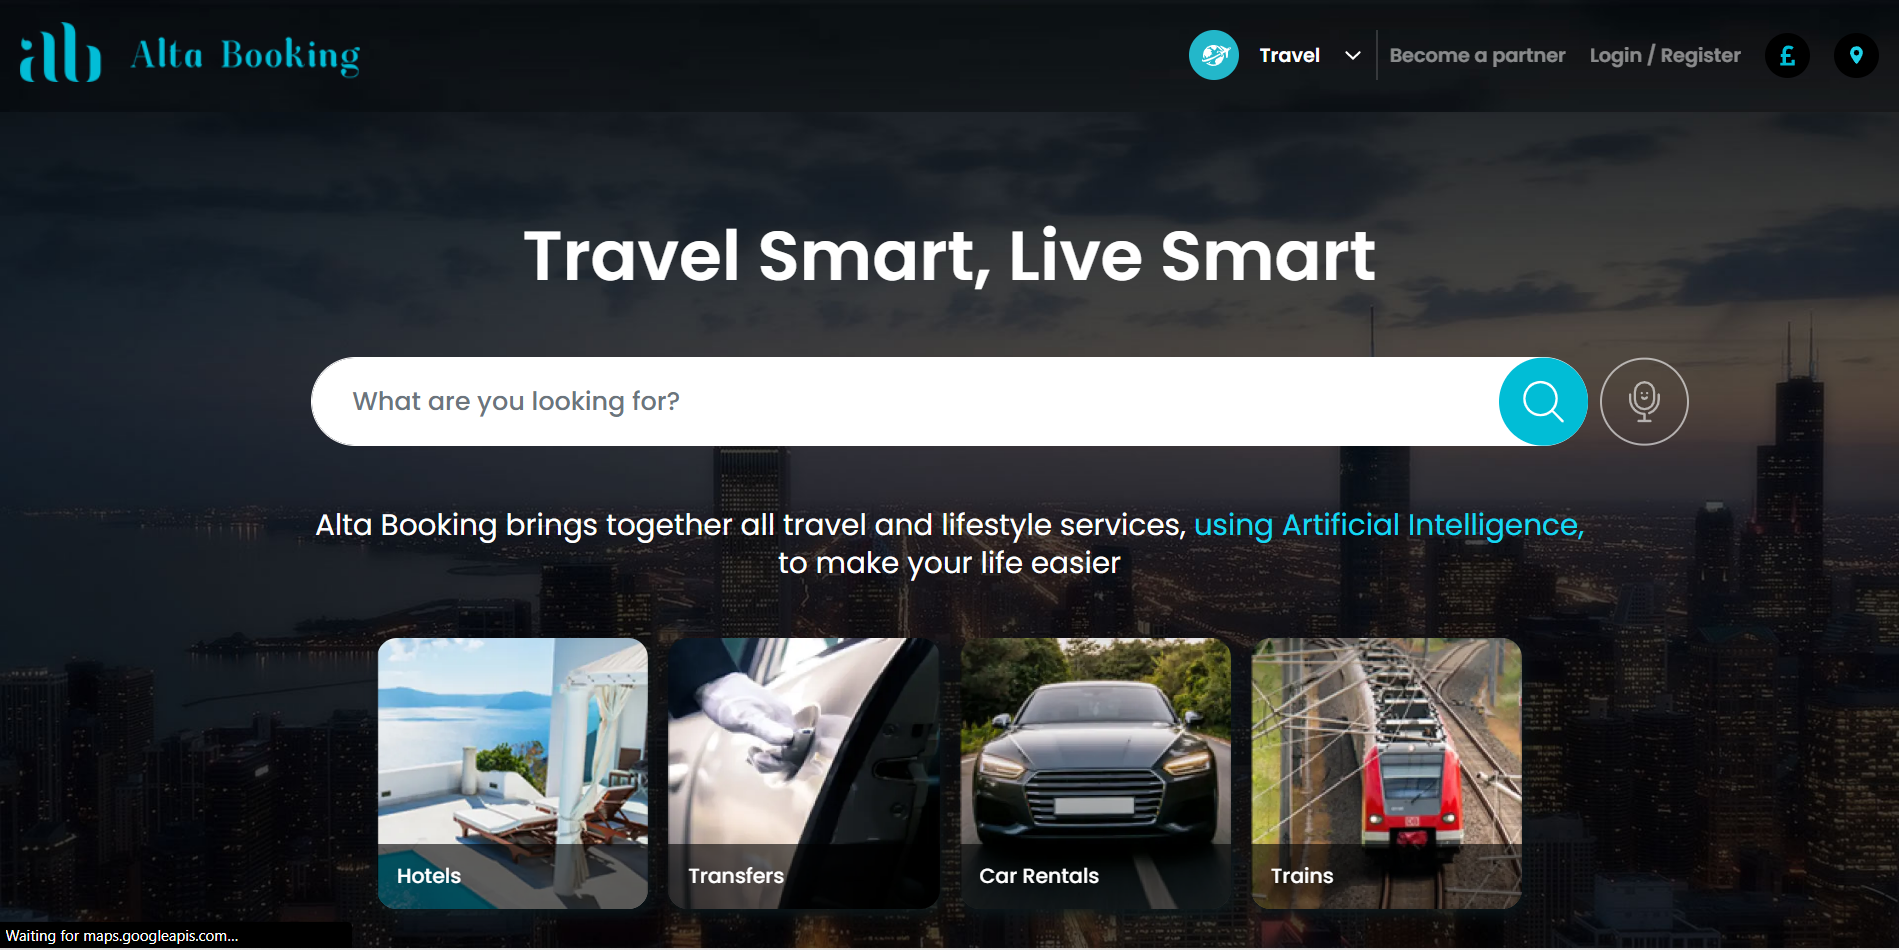 Alta Booking
Travel
Become a partner
Login / Register
£
Travel Smart, Live Smart
What are you looking for?
Alta Booking brings together all travel and lifestyle services, using Artificial Intelligence,
to make your life easier
Hotels
Transfers
Car Rentals
Trains
Waiting for maps.googleapis.com...